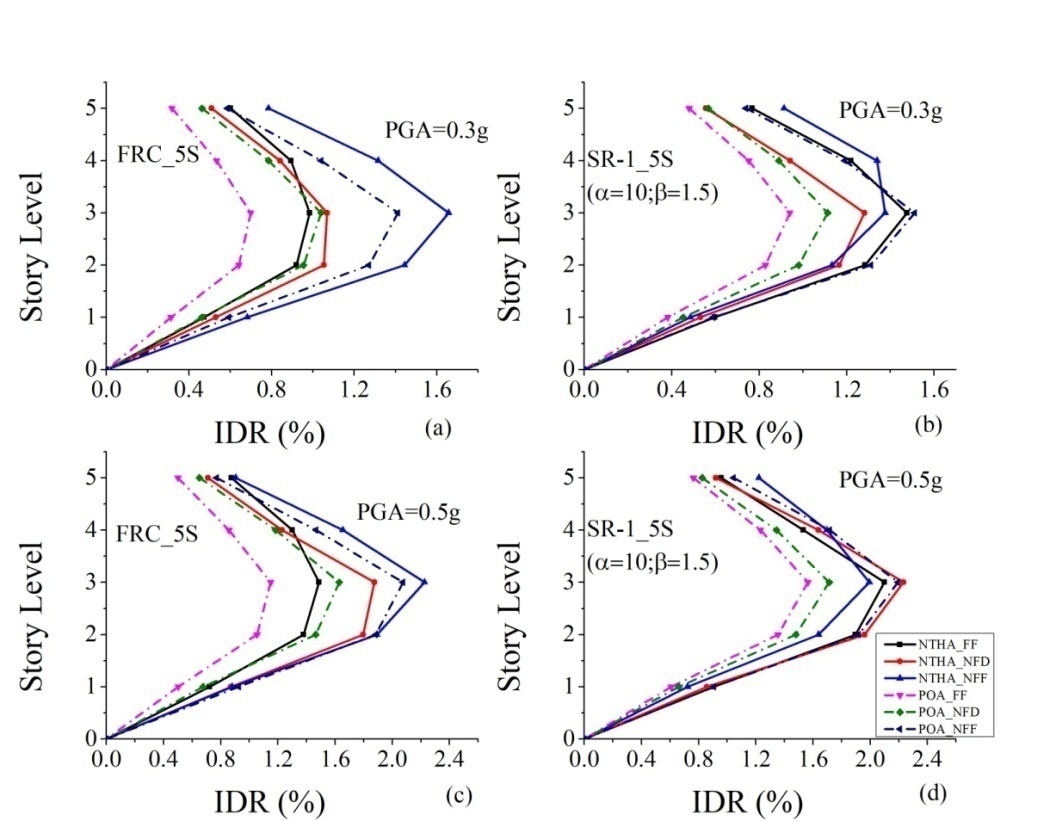 5
4
3
2
1
0
Story Level
FRC_5S
PGA=0.3g
0.0 0.4 0.8 1.2 1.6
IDR (%)
(a)
5
4
3
2
1
0
Story Level
SR-1_5S
(α=10;β=1.5)
PGA=0.3g
0.0 0.4 0.8 1.2 1.6
IDR (%)
(b)
5
4
3
2
1
0
Story Level
FRC_5S
PGA=0.5g
0.0 0.4 0.8 1.2 1.6 2.0 2.4
IDR (%)
(c)
5
4
3
2
1
0
Story Level
SR-1_5S
(α=10;β=1.5)
PGA=0.5g
NTHA_FF
NTHA_NFD
NTHA_NFF
POA_FF
POA_NFD
POA_NFF
0.0 0.4 0.8 1.2 1.6 2.0 2.4
IDR (%)
(d)